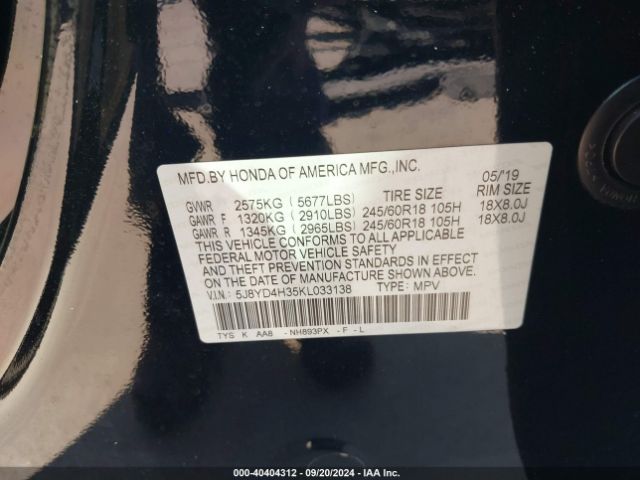 MFD.BY HONDA OF AMERICA MFG.,INC. 05/'19
GVWR 2575KG (5677LBS) TIRE SIZE RIM SIZE
GAWR F 1320KG (2910LBS) 245/60R18 105H 18X8.0J
GAWR R 1345KG (2965LBS) 245/60R18 105H 18X8.0J
THIS VEHICLE CONFORMS TO ALL APPLICABLE
FEDERAL MOTOR VEHICLE SAFETY
AND THEFT PREVENTION STANDARDS
IN EFFECT ON THE DATE OF MANUFACTURE SHOWN ABOVE.
V.I.N.: 5J8YD4H35KL033138 TYPE: MPV
TYS K AA8 - NH893PX - F - L
000-40404312 - 09/20/2024 - IAA Inc.